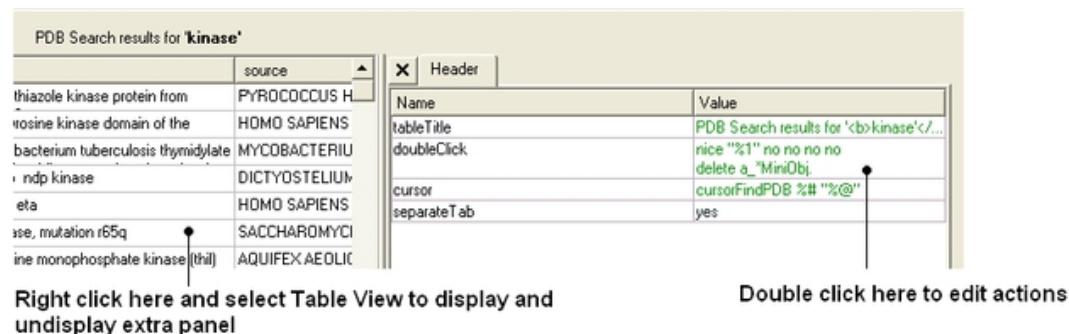 PDB Search results for 'kinase'
source
thiazole kinase protein from PYROCOCCUS H
rosine kinase domain of the HOMO SAPIENS
bacterium tuberculosis thymidylate MYCOBACTERIU
ndp kinase DICTYOSTELIUM
eta HOMO SAPIENS
ase, mutation r65q SACCHAROMYCE
ine monophosphate kinase (thil) AQUIFEX AEOLIC
X Header
Name Value
tableTitle PDB Search results for '<b>kinase'</...
doubleClick nice "%1" no no no no
delete a_*MiniObj.
cursor cursorFindPDB %# "%@"
separateTab yes
Right click here and select Table View to display and
undisplay extra panel
Double click here to edit actions